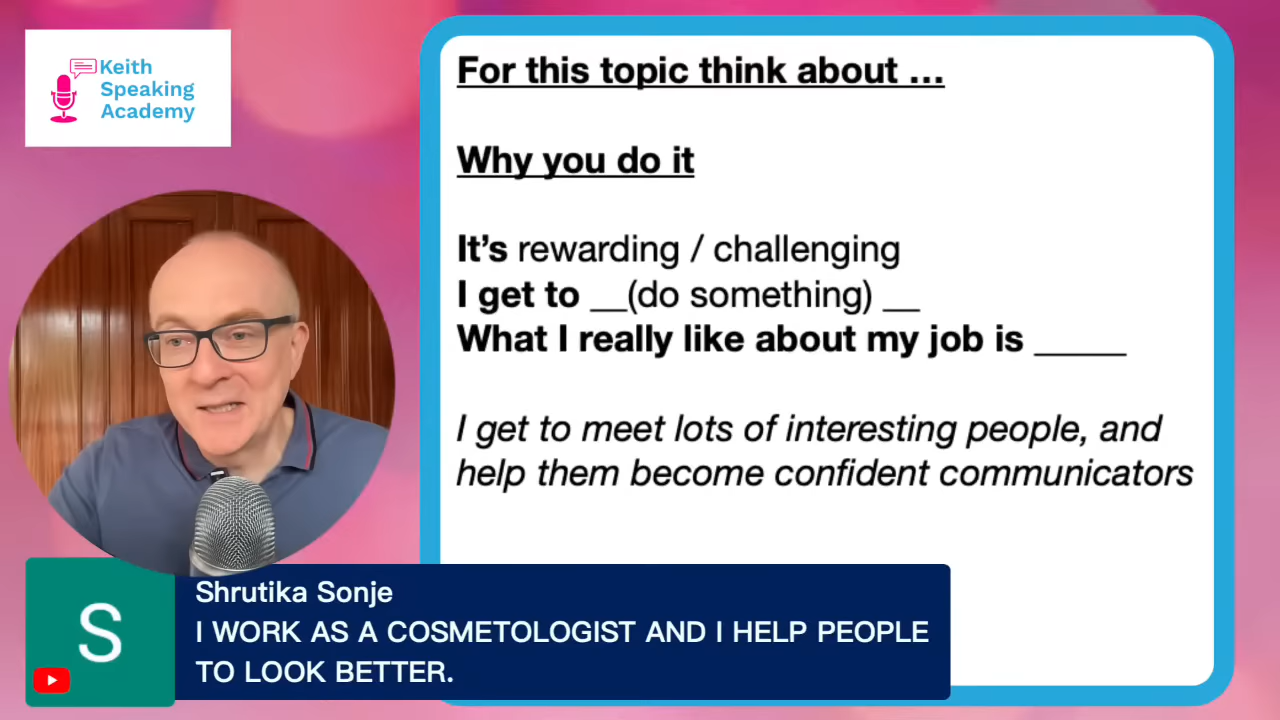 Keith
Speaking
Academy
For this topic think about ...
Why you do it
It’s rewarding / challenging
I get to __(do something) __
What I really like about my job is _____
I get to meet lots of interesting people, and
help them become confident communicators
S
Shrutika Sonje
I WORK AS A COSMETOLOGIST AND I HELP PEOPLE
TO LOOK BETTER.